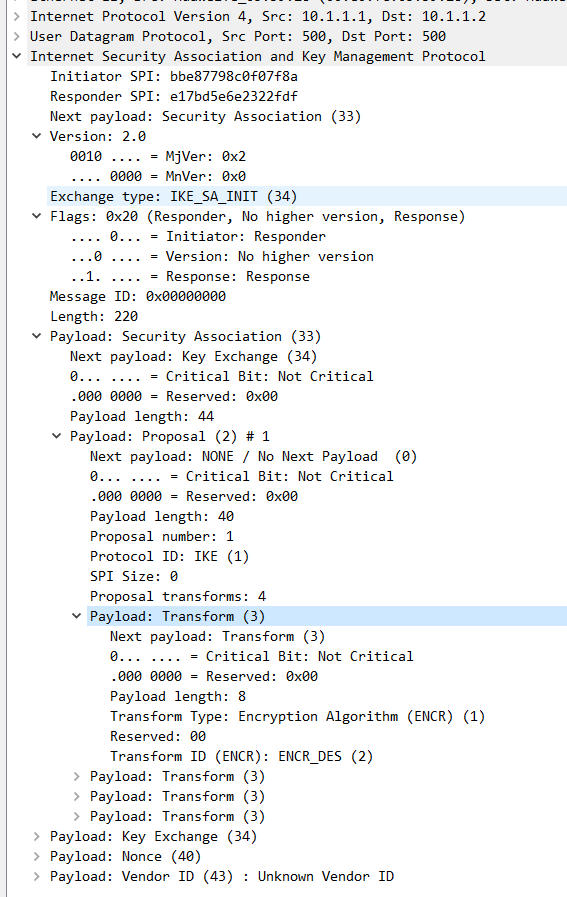 Internet Protocol Version 4, Src: 10.1.1.1, Dst: 10.1.1.2
User Datagram Protocol, Src Port: 500, Dst Port: 500
Internet Security Association and Key Management Protocol
Initiator SPI: bbe87798c0f07f8a
Responder SPI: e17bd5e6e2322fdf
Next payload: Security Association (33)
Version: 2.0
0010 .... = MjVer: 0x2
.... 0000 = MnVer: 0x0
Exchange type: IKE_SA_INIT (34)
Flags: 0x20 (Responder, No higher version, Response)
.... 0... = Initiator: Responder
...0 .... = Version: No higher version
..1. .... = Response: Response
Message ID: 0x00000000
Length: 220
Payload: Security Association (33)
Next payload: Key Exchange (34)
0... .... = Critical Bit: Not Critical
.000 0000 = Reserved: 0x00
Payload length: 44
Payload: Proposal (2) # 1
Next payload: NONE / No Next Payload  (0)
0... .... = Critical Bit: Not Critical
.000 0000 = Reserved: 0x00
Payload length: 40
Proposal number: 1
Protocol ID: IKE (1)
SPI Size: 0
Proposal transforms: 4
Payload: Transform (3)
Next payload: Transform (3)
0... .... = Critical Bit: Not Critical
.000 0000 = Reserved: 0x00
Payload length: 8
Transform Type: Encryption Algorithm (ENCR) (1)
Reserved: 00
Transform ID (ENCR): ENCR_DES (2)
Payload: Transform (3)
Payload: Transform (3)
Payload: Transform (3)
Payload: Key Exchange (34)
Payload: Nonce (40)
Payload: Vendor ID (43) : Unknown Vendor ID